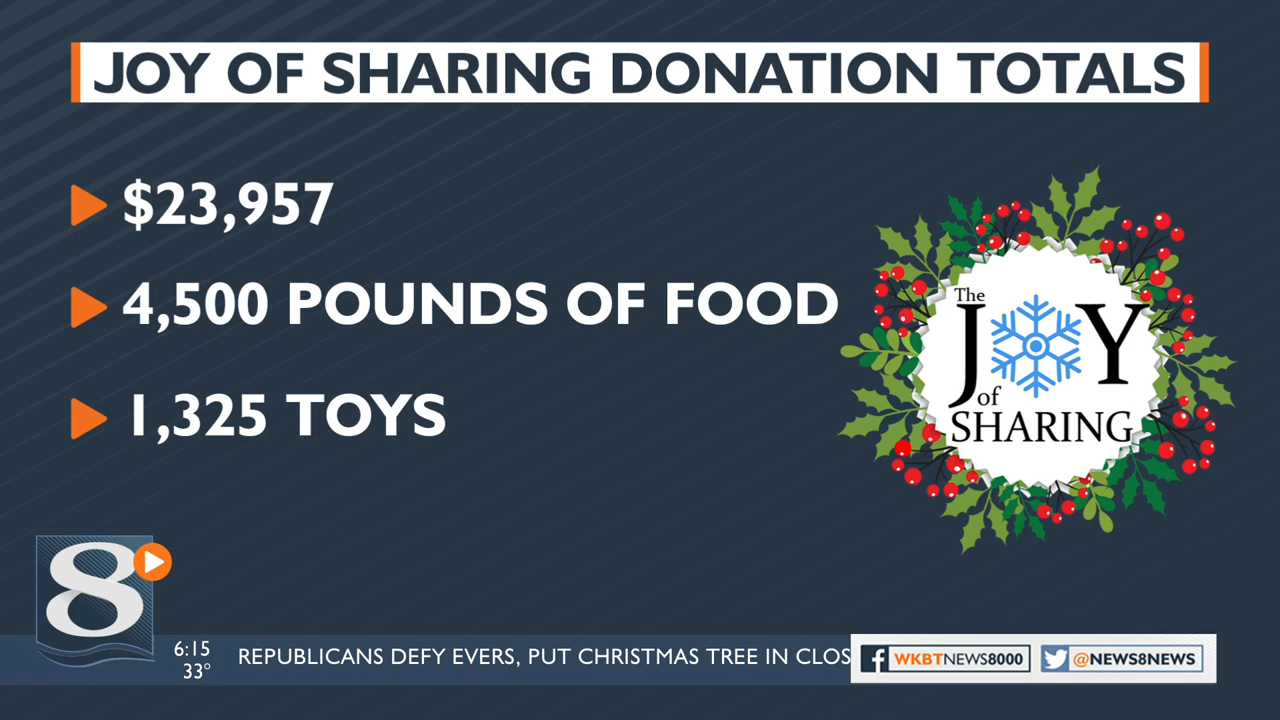 JOY OF SHARING DONATION TOTALS
$23,957
4,500 POUNDS OF FOOD
1,325 TOYS
The
JOY
of
SHARING
8
6:15
33°
REPUBLICANS DEFY EVERS, PUT CHRISTMAS TREE IN CLOS
WKBTNEWS8000
@NEWS8NEWS